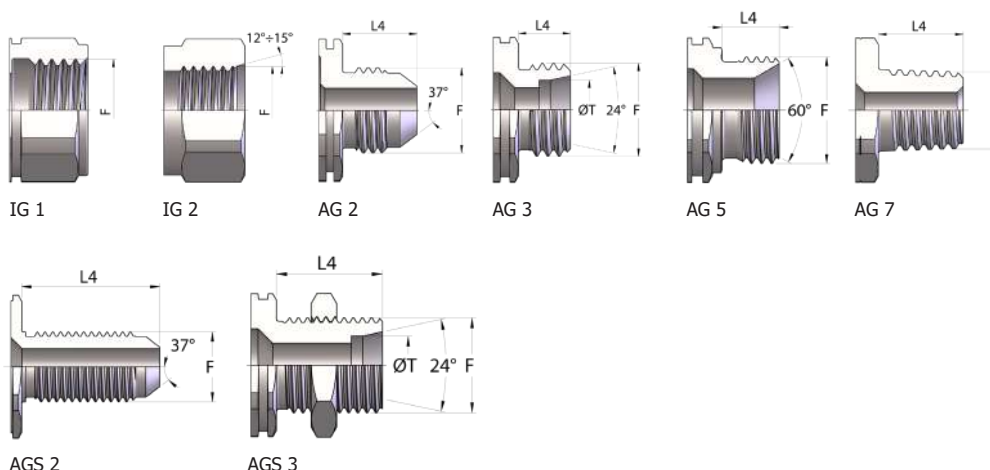 L4 L4 L4 L4
12°÷15°
F F 37° F ØT 24° F 60° F
IG 1 IG 2 AG 2 AG 3 AG 5 AG 7
L4 L4
37° F ØT 24° F
AGS 2 AGS 3